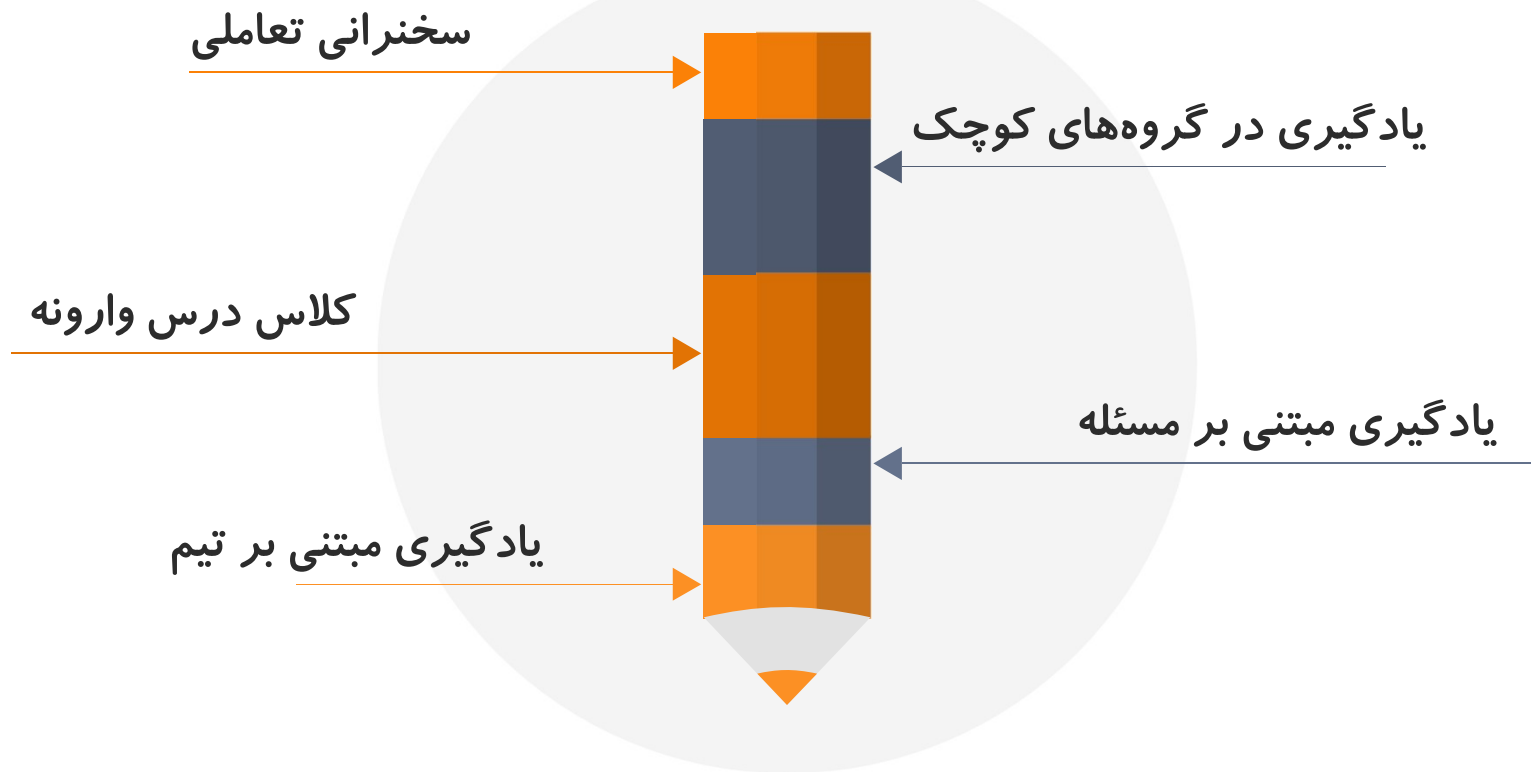 سخنرانی تعاملی
یادگیری در گروه‌های کوچک
کلاس درس وارونه
یادگیری مبتنی بر مسئله
یادگیری مبتنی بر تیم